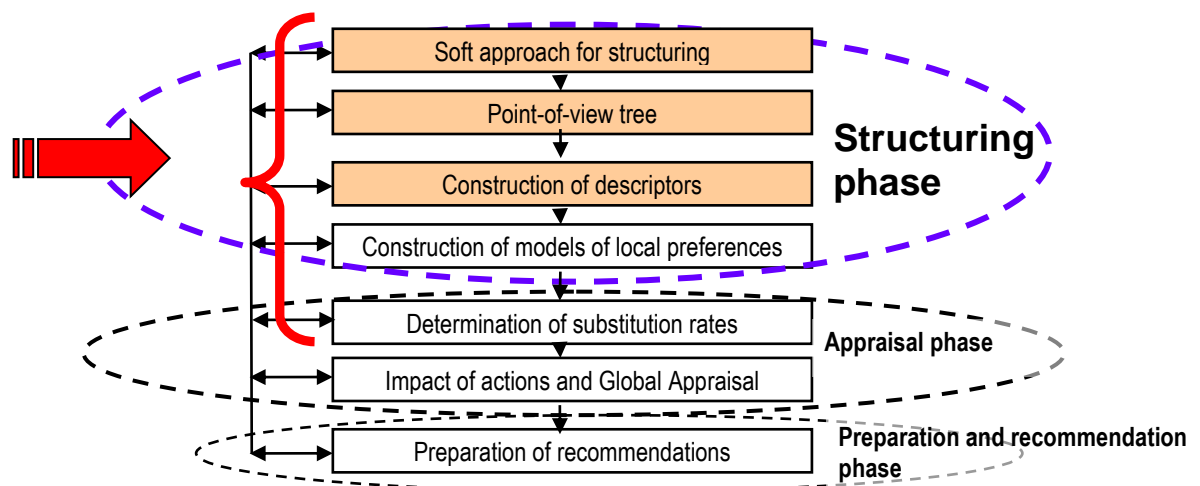 Soft approach for structuring
Point-of-view tree
Structuring
phase
Construction of descriptors
Construction of models of local preferences
Determination of substitution rates
Appraisal phase
Impact of actions and Global Appraisal
Preparation of recommendations
Preparation and recommendation
phase